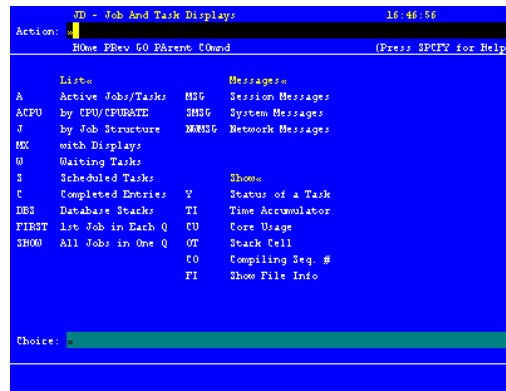 JD - Job And Task Displays 16:46:56
Action: »
HOme PRev GO PArent COmnd (Press SPCFY for Help
List« Messages«
A Active Jobs/Tasks MSG Session Messages
ACPU by CPU/CPURATE SMSG System Messages
J by Job Structure NWMSG Network Messages
MX with Displays
W Waiting Tasks
S Scheduled Tasks Show«
C Completed Entries Y Status of a Task
DBS Database Stacks TI Time Accumulator
FIRST 1st Job in Each Q CU Core Usage
SHOW All Jobs in One Q OT Stack Cell
CO Compiling Seq. #
FI Show File Info
Choice: »